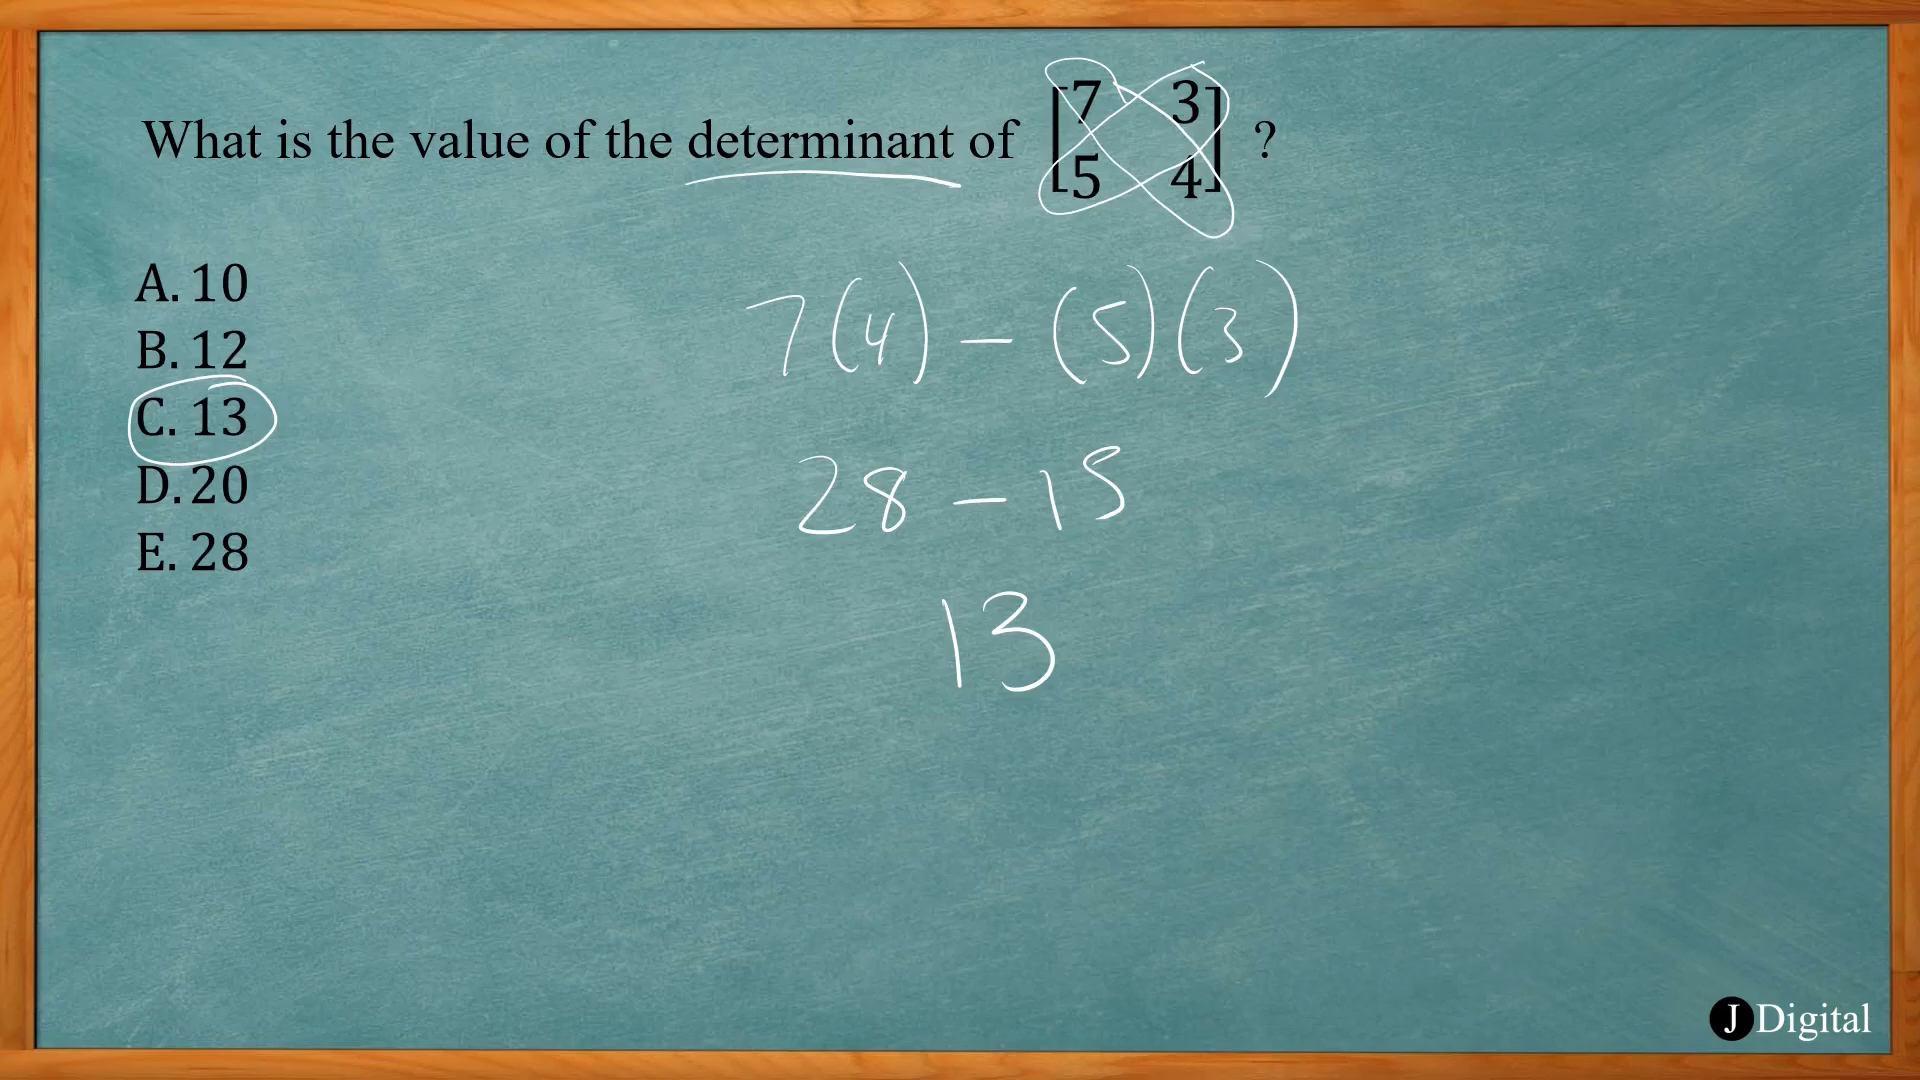 What is the value of the determinant of [7 3
5 4] ?
A. 10
B. 12
C. 13
D. 20
E. 28
7(4) – (5)(3)
28 – 15
13
J Digital